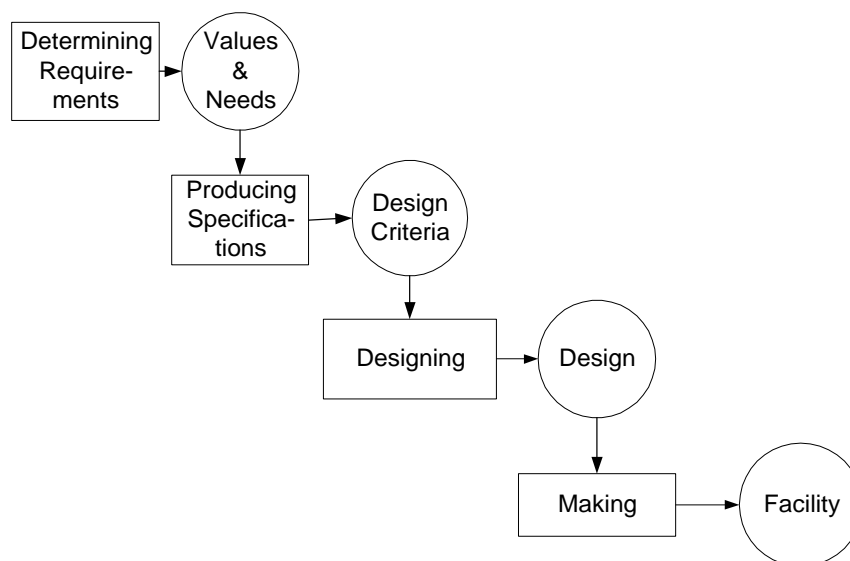 Determining
Require-
ments
Values
&
Needs
Producing
Specifica-
tions
Design
Criteria
Designing
Design
Making
Facility